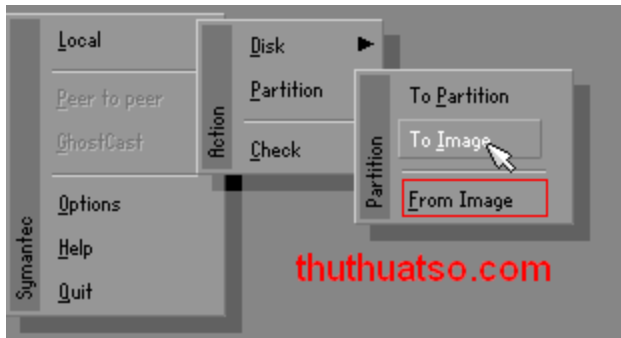 Local
Peer to peer
GhostCast
Options
Help
Quit
Symantec
Disk
Partition
Check
Action
To Partition
To Image
From Image
Partition
thuthuatso.com